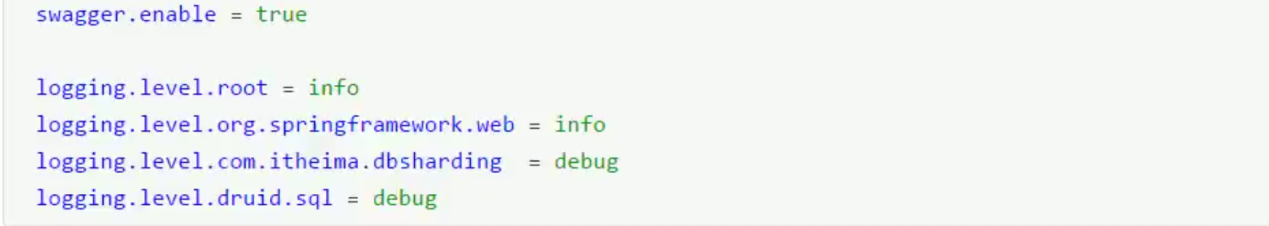 swagger.enable = true
logging.level.root = info
logging.level.org.springframework.web = info
logging.level.com.itheima.dbsharding  = debug
logging.level.druid.sql = debug